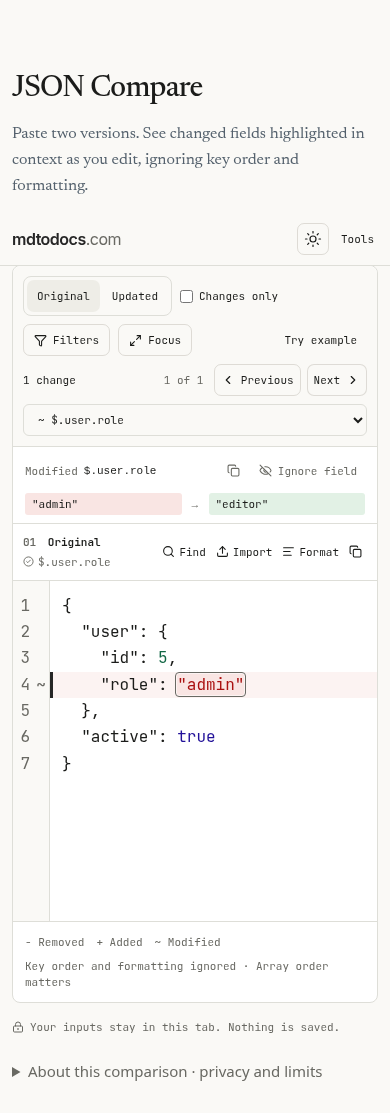 JSON Compare
Paste two versions. See changed fields highlighted in
context as you edit, ignoring key order and
formatting.
mdtodocs.com Tools
Original Updated Changes only
Filters Focus Try example
1 change 1 of 1 Previous Next
~ $.user.role
Modified $.user.role Ignore field
"admin" → "editor"
01 Original
$.user.role
Find Import Format
1 {
2 "user": {
3 "id": 5,
4 ~ "role": "admin"
5 },
6 "active": true
7 }
- Removed + Added ~ Modified
Key order and formatting ignored · Array order
matters
Your inputs stay in this tab. Nothing is saved.
About this comparison · privacy and limits